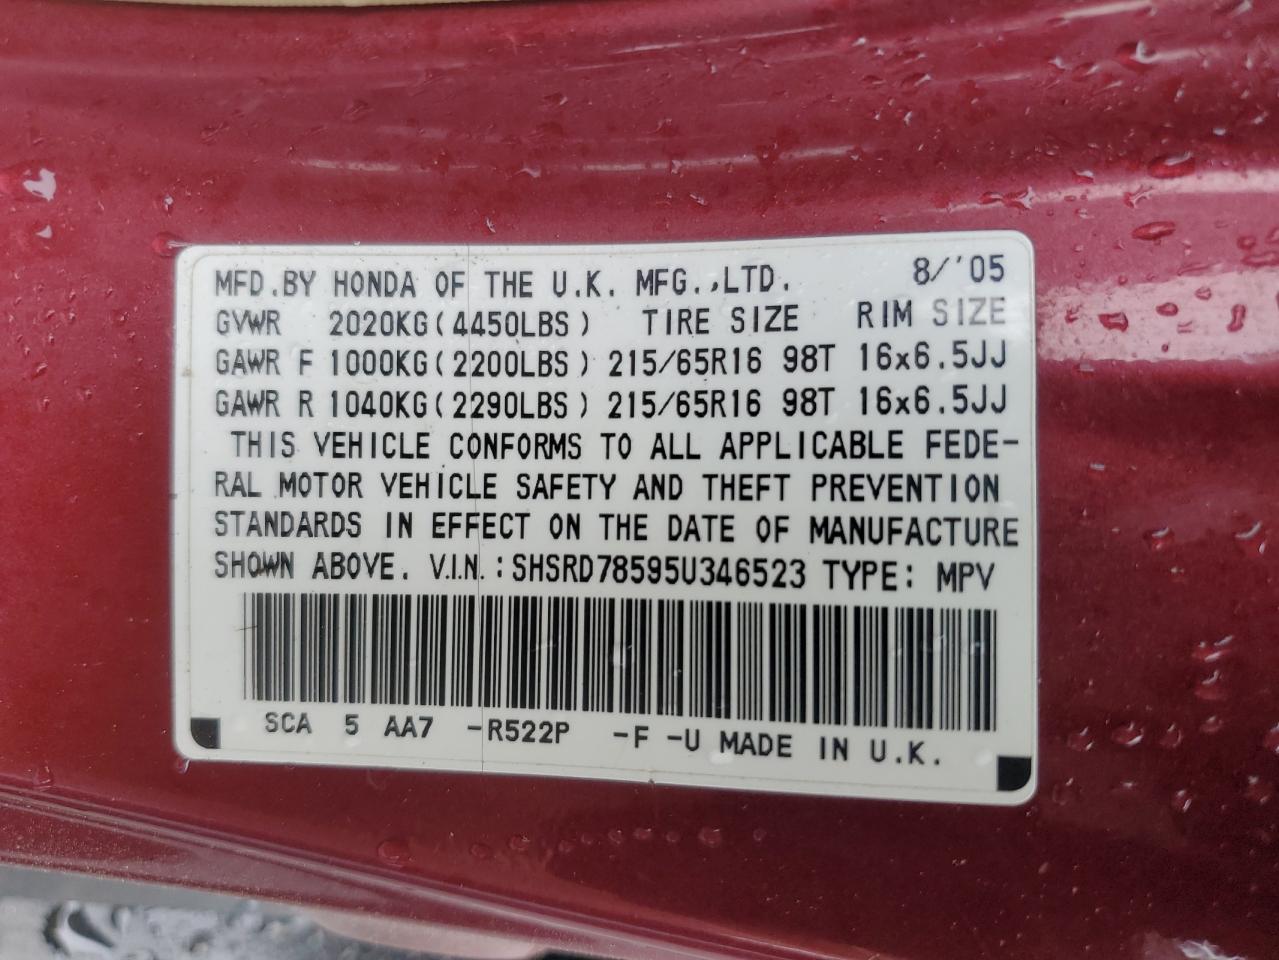 MFD.BY HONDA OF THE U.K. MFG.,LTD. 8/'05
GVWR 2020KG(4450LBS) TIRE SIZE RIM SIZE
GAWR F 1000KG(2200LBS) 215/65R16 98T 16x6.5JJ
GAWR R 1040KG(2290LBS) 215/65R16 98T 16x6.5JJ
THIS VEHICLE CONFORMS TO ALL APPLICABLE FEDE-
RAL MOTOR VEHICLE SAFETY AND THEFT PREVENTION
STANDARDS IN EFFECT ON THE DATE OF MANUFACTURE
SHOWN ABOVE. V.I.N.:SHSRD78595U346523 TYPE: MPV
SCA 5 AA7 -R522P -F -U MADE IN U.K.